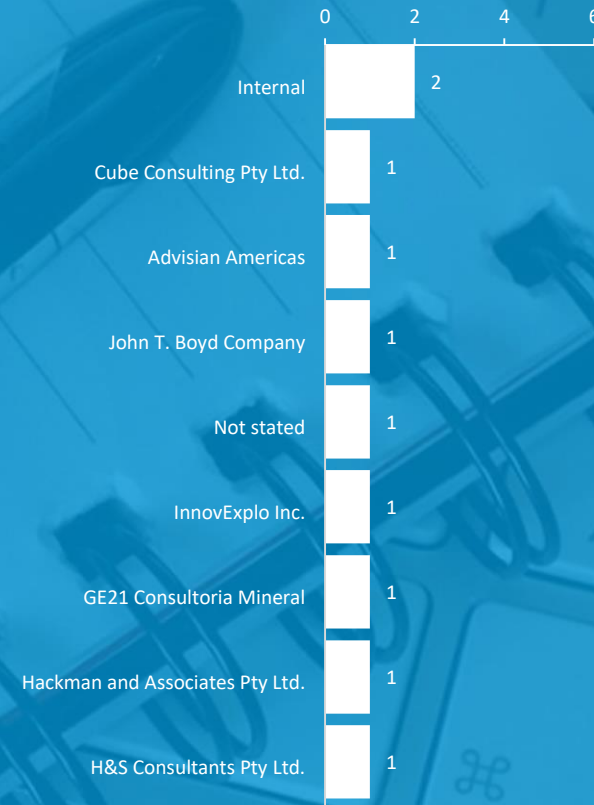 0 2 4 6
Internal 2
Cube Consulting Pty Ltd. 1
Advisian Americas 1
John T. Boyd Company 1
Not stated 1
InnovExplo Inc. 1
GE21 Consultoria Mineral 1
Hackman and Associates Pty Ltd. 1
H&S Consultants Pty Ltd. 1